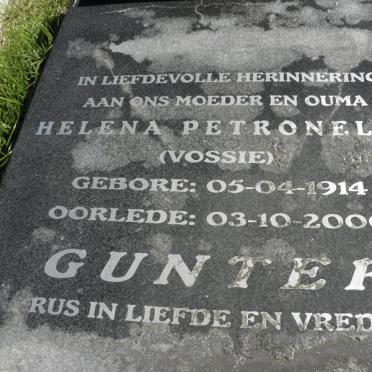 IN LIEFDEVOLLE HERINNERING
AAN ONS MOEDER EN OUMA
HELENA PETRONEL
(VOSSIE)
GEBORE: 05-04-1914
OORLEDE: 03-10-2000
GUNTER
RUS IN LIEFDE EN VRED